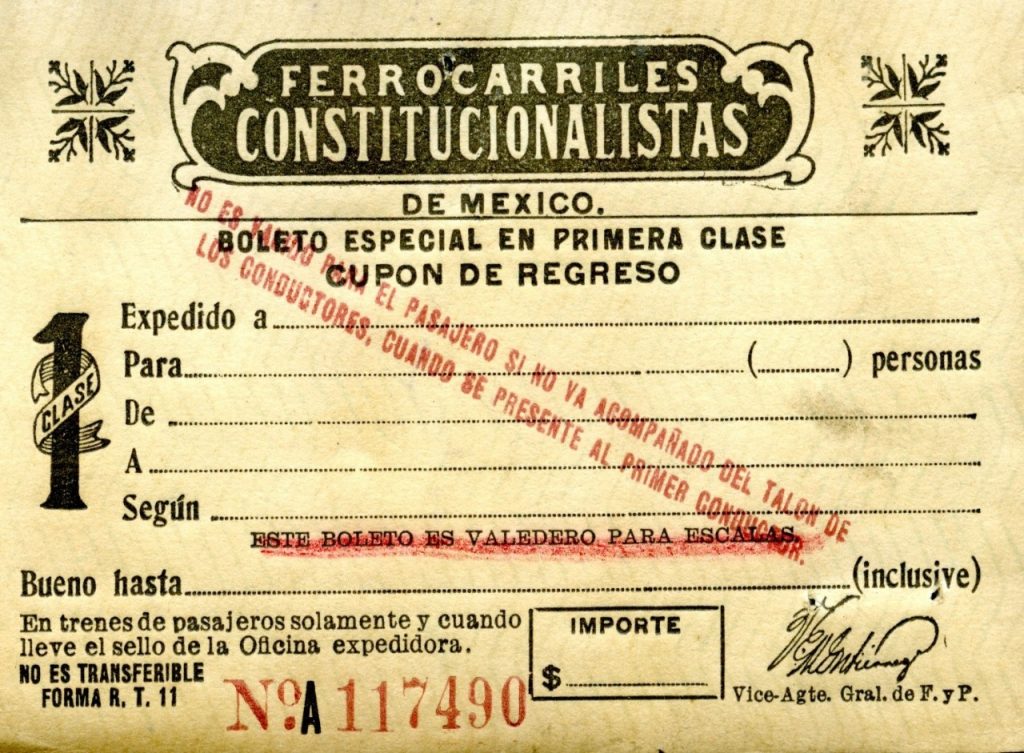 FERROCARRILES
CONSTITUCIONALISTAS
DE MEXICO.
BOLETO ESPECIAL EN PRIMERA CLASE
CUPON DE REGRESO
NO ES VALIDO PARA EL PASAJERO SI NO VA ACOMPAÑADO DEL TALON DE
LOS CONDUCTORES, CUANDO SE PRESENTE AL PRIMER CONDUCTOR.
1 CLASE
Expedido a
Para (..........) personas
De
A
Según
ESTE BOLETO ES VALEDERO PARA ESCALAS.
Bueno hasta (inclusive)
En trenes de pasajeros solamente y cuando
lleve el sello de la Oficina expedidora.
NO ES TRANSFERIBLE
FORMA R. T. 11
No. A 117490
IMPORTE
$
Vice-Agte. Gral. de F. y P.